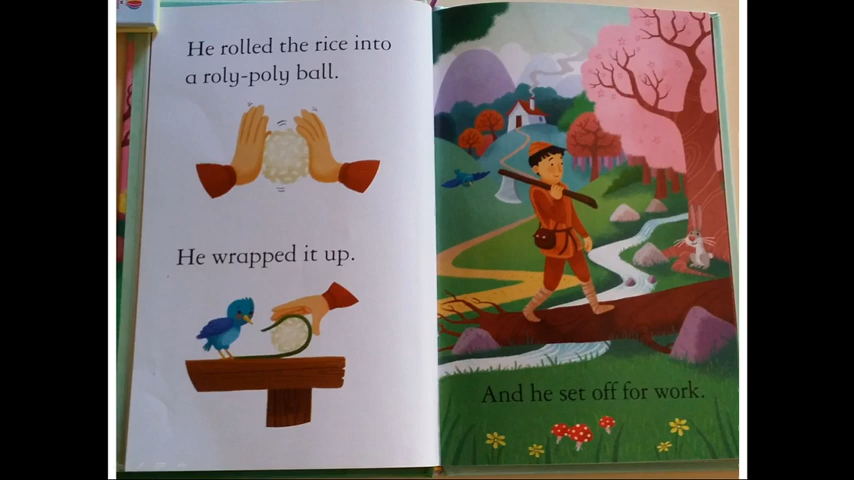 He rolled the rice into
a roly-poly ball.
He wrapped it up.
And he set off for work.